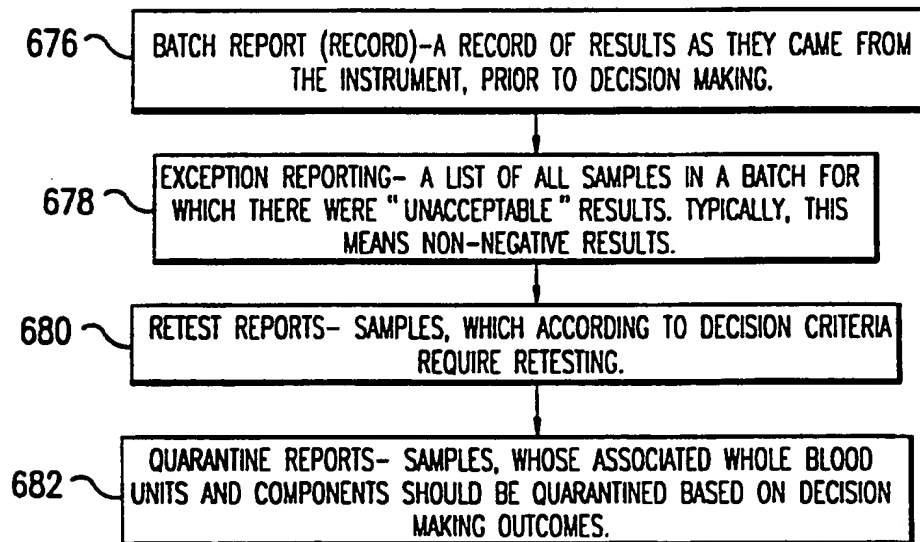 676 BATCH REPORT (RECORD)-A RECORD OF RESULTS AS THEY CAME FROM
THE INSTRUMENT, PRIOR TO DECISION MAKING.
678 EXCEPTION REPORTING- A LIST OF ALL SAMPLES IN A BATCH FOR
WHICH THERE WERE "UNACCEPTABLE" RESULTS. TYPICALLY, THIS
MEANS NON-NEGATIVE RESULTS.
680 RETEST REPORTS- SAMPLES, WHICH ACCORDING TO DECISION CRITERIA
REQUIRE RETESTING.
682 QUARANTINE REPORTS- SAMPLES, WHOSE ASSOCIATED WHOLE BLOOD
UNITS AND COMPONENTS SHOULD BE QUARANTINED BASED ON DECISION
MAKING OUTCOMES.